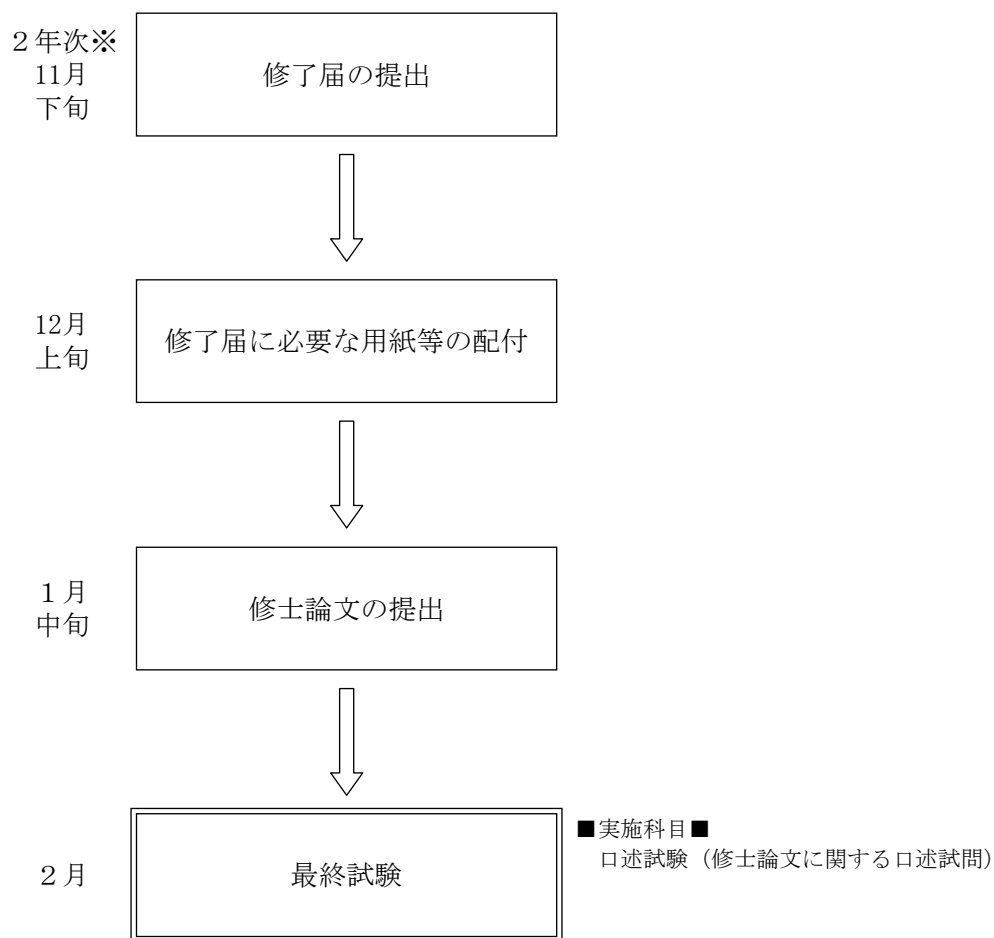 ２年次※
11月
下旬
修了届の提出
12月
上旬
修了届に必要な用紙等の配付
１月
中旬
修士論文の提出
２月
最終試験
■実施科目■
口述試験（修士論文に関する口述試問）